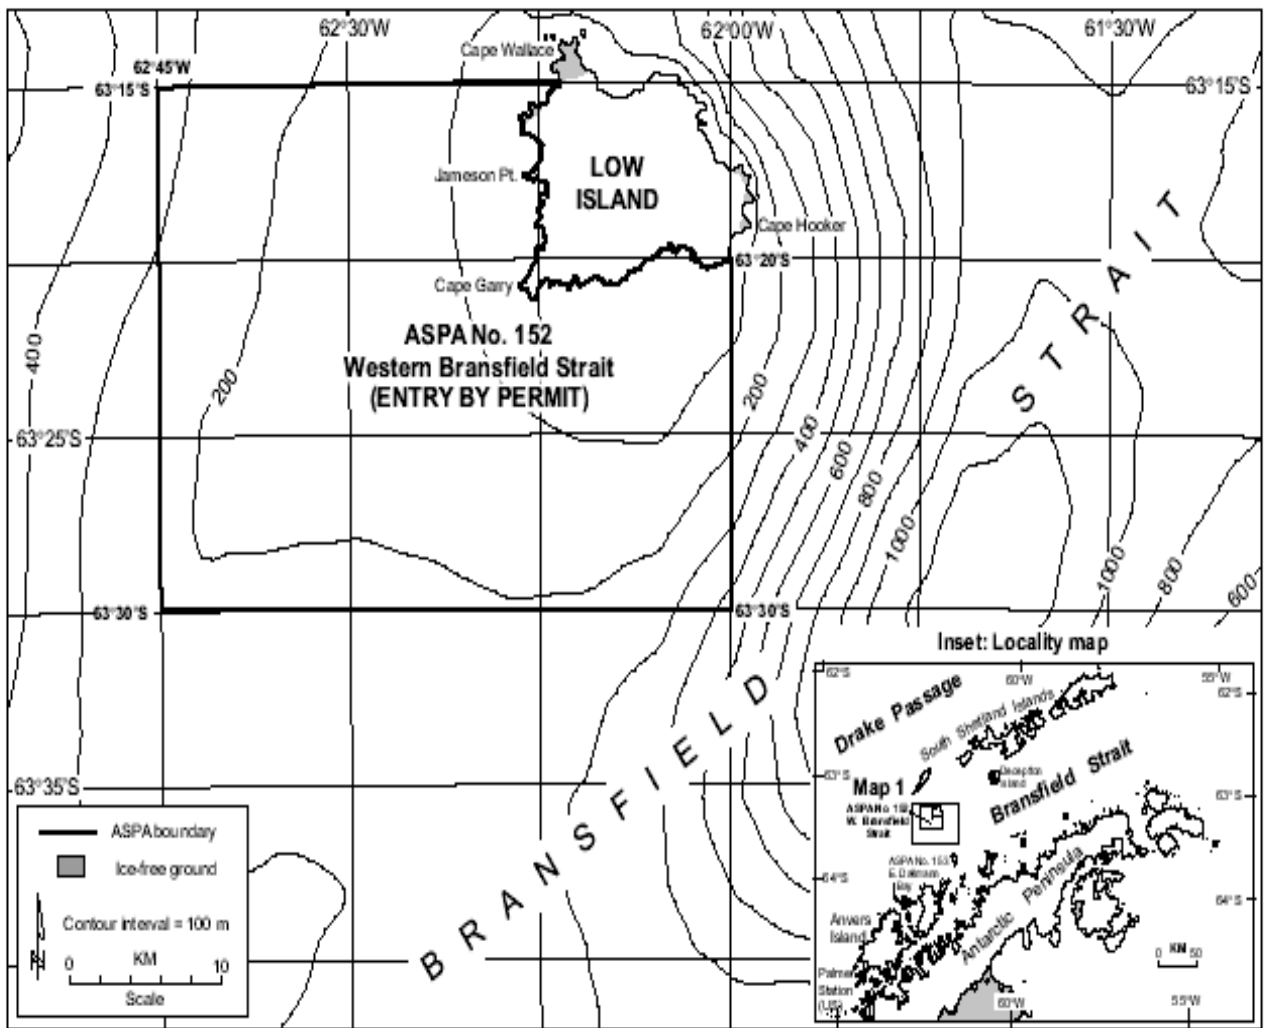 62°30'W
62°00'W
61°30'W
Cape Wallace
62°45'W
63°15'S
63°15'S
LOW
ISLAND
Jameson Pt.
Cape Hooker
63°20'S
Cape Garry
ASPA No. 152
Western Bransfield Strait
(ENTRY BY PERMIT)
400
200
200
400
600
800
1000
1000
800
600
63°25'S
63°30'S
63°30'S
63°35'S
BRANSFIELD
STRAIT
ASPA boundary
Ice-free ground
Contour interval = 100 m
N
0 KM 10
Scale
Inset: Locality map
62°S
60°W
55°W
62°S
Drake Passage
South Shetland Islands
Deception
Island
Bransfield Strait
63°S
63°S
Map 1
ASPA No 152
W. Bransfield
Strait
ASPA No. 153
E. Dallmann
Bay
64°S
64°S
Anvers
Island
Antarctic Peninsula
Palmer
Station
(US)
0 KM 50
60°W
55°W